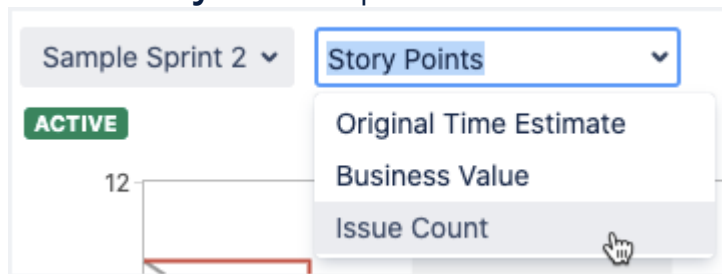 Sample Sprint 2 Story Points
ACTIVE
Original Time Estimate
12
Business Value
Issue Count